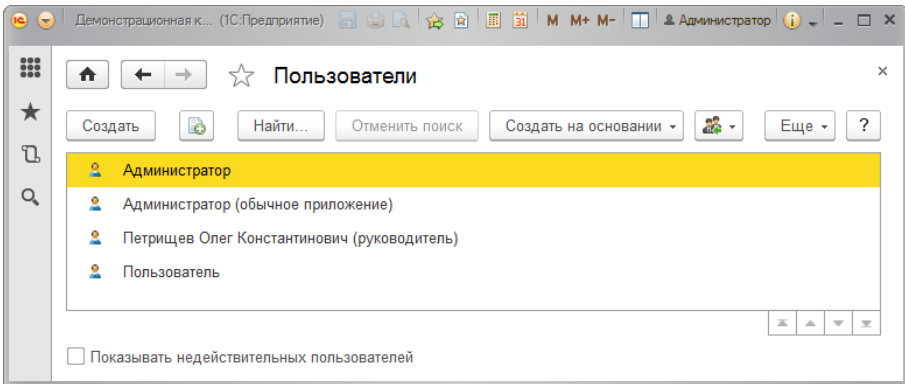 Демонстрационная к... (1С:Предприятие) 31 M M+ M- Администратор
Пользователи
Создать Найти... Отменить поиск Создать на основании Еще ?
Администратор
Администратор (обычное приложение)
Петрищев Олег Константинович (руководитель)
Пользователь
Показывать недействительных пользователей